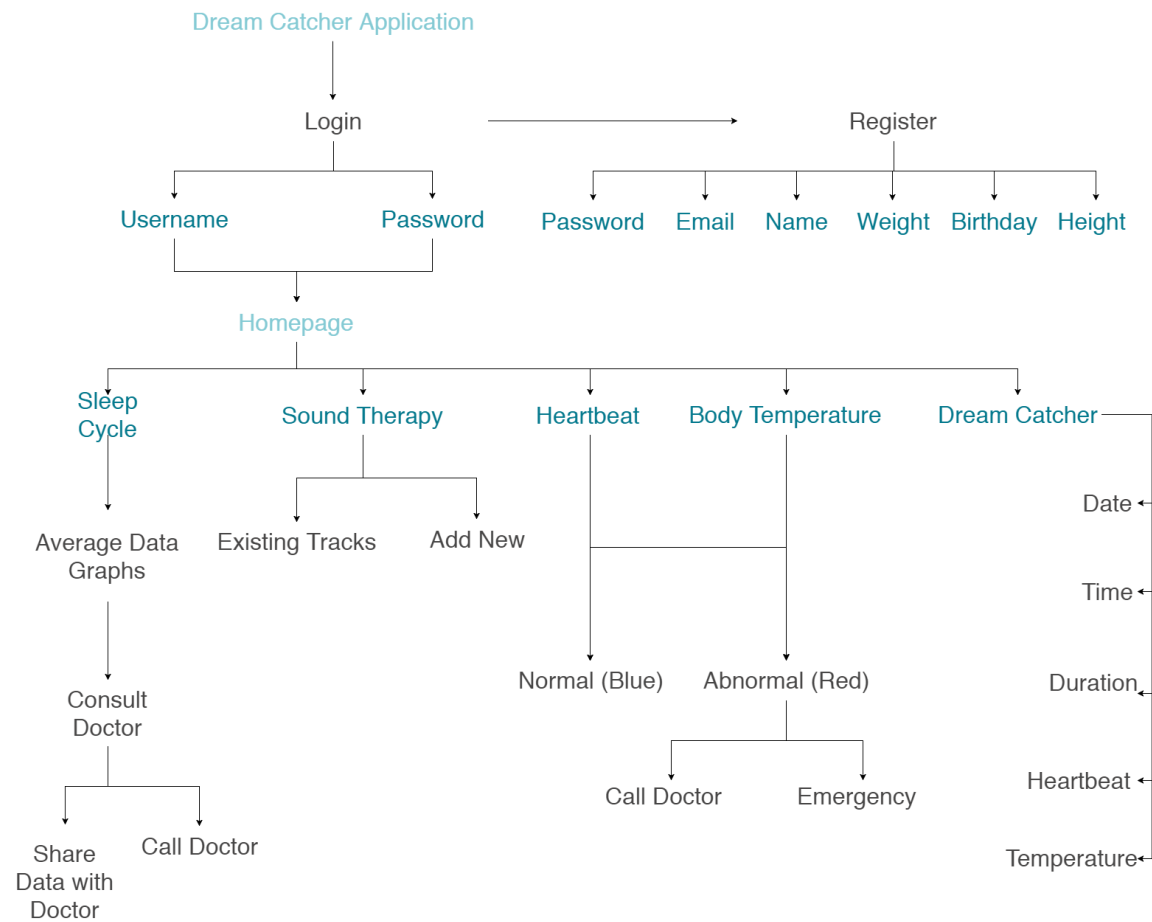 Dream Catcher Application
Login
Register
Username
Password
Password
Email
Name
Weight
Birthday
Height
Homepage
Sleep
Cycle
Sound Therapy
Heartbeat
Body Temperature
Dream Catcher
Average Data
Graphs
Existing Tracks
Add New
Date
Time
Consult
Doctor
Normal (Blue)
Abnormal (Red)
Duration
Heartbeat
Temperature
Call Doctor
Emergency
Share
Data with
Doctor
Call Doctor